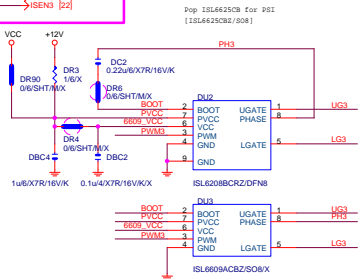 ISEN3 [22]
Pop ISL6625CB for PSI
[ISL6625CBZ/SO8]
VCC
+12V
PH3
DC2
0.22u/6/X7R/16V/K
DR90
0/6/SHT/M/X
DR3
1/6/X
DR6
0/6/SHT/M/X
DU2
BOOT 2 BOOT UGATE 1 UG3
PVCC 7 PVCC PHASE 8
6609_VCC 6 VCC
PWM3 3 PWM
4 GND LGATE 5 LG3
9 GND
ISL6208BCRZ/DFN8
DR4
0/6/SHT/M/X
DBC4
1u/6/X7R/16V/K
DBC2
0.1u/4/X7R/16V/K/X
DU3
BOOT 2 BOOT UGATE 1 UG3
PVCC 7 PVCC PHASE 8 PH3
6609_VCC 6 VCC
PWM3 3 PWM
4 GND LGATE 5 LG3
ISL6609ACBZ/SO8/X